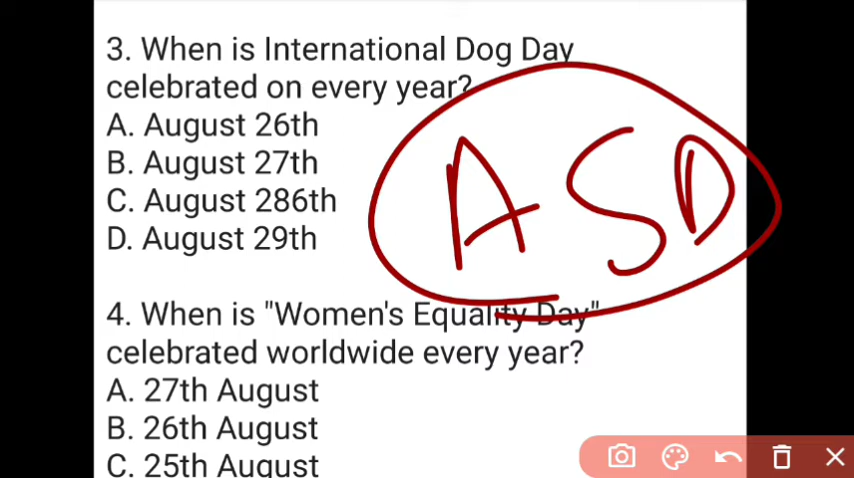 3. When is International Dog Day
celebrated on every year?
A. August 26th
B. August 27th
C. August 286th
D. August 29th
ASD
4. When is "Women's Equality Day"
celebrated worldwide every year?
A. 27th August
B. 26th August
C. 25th August